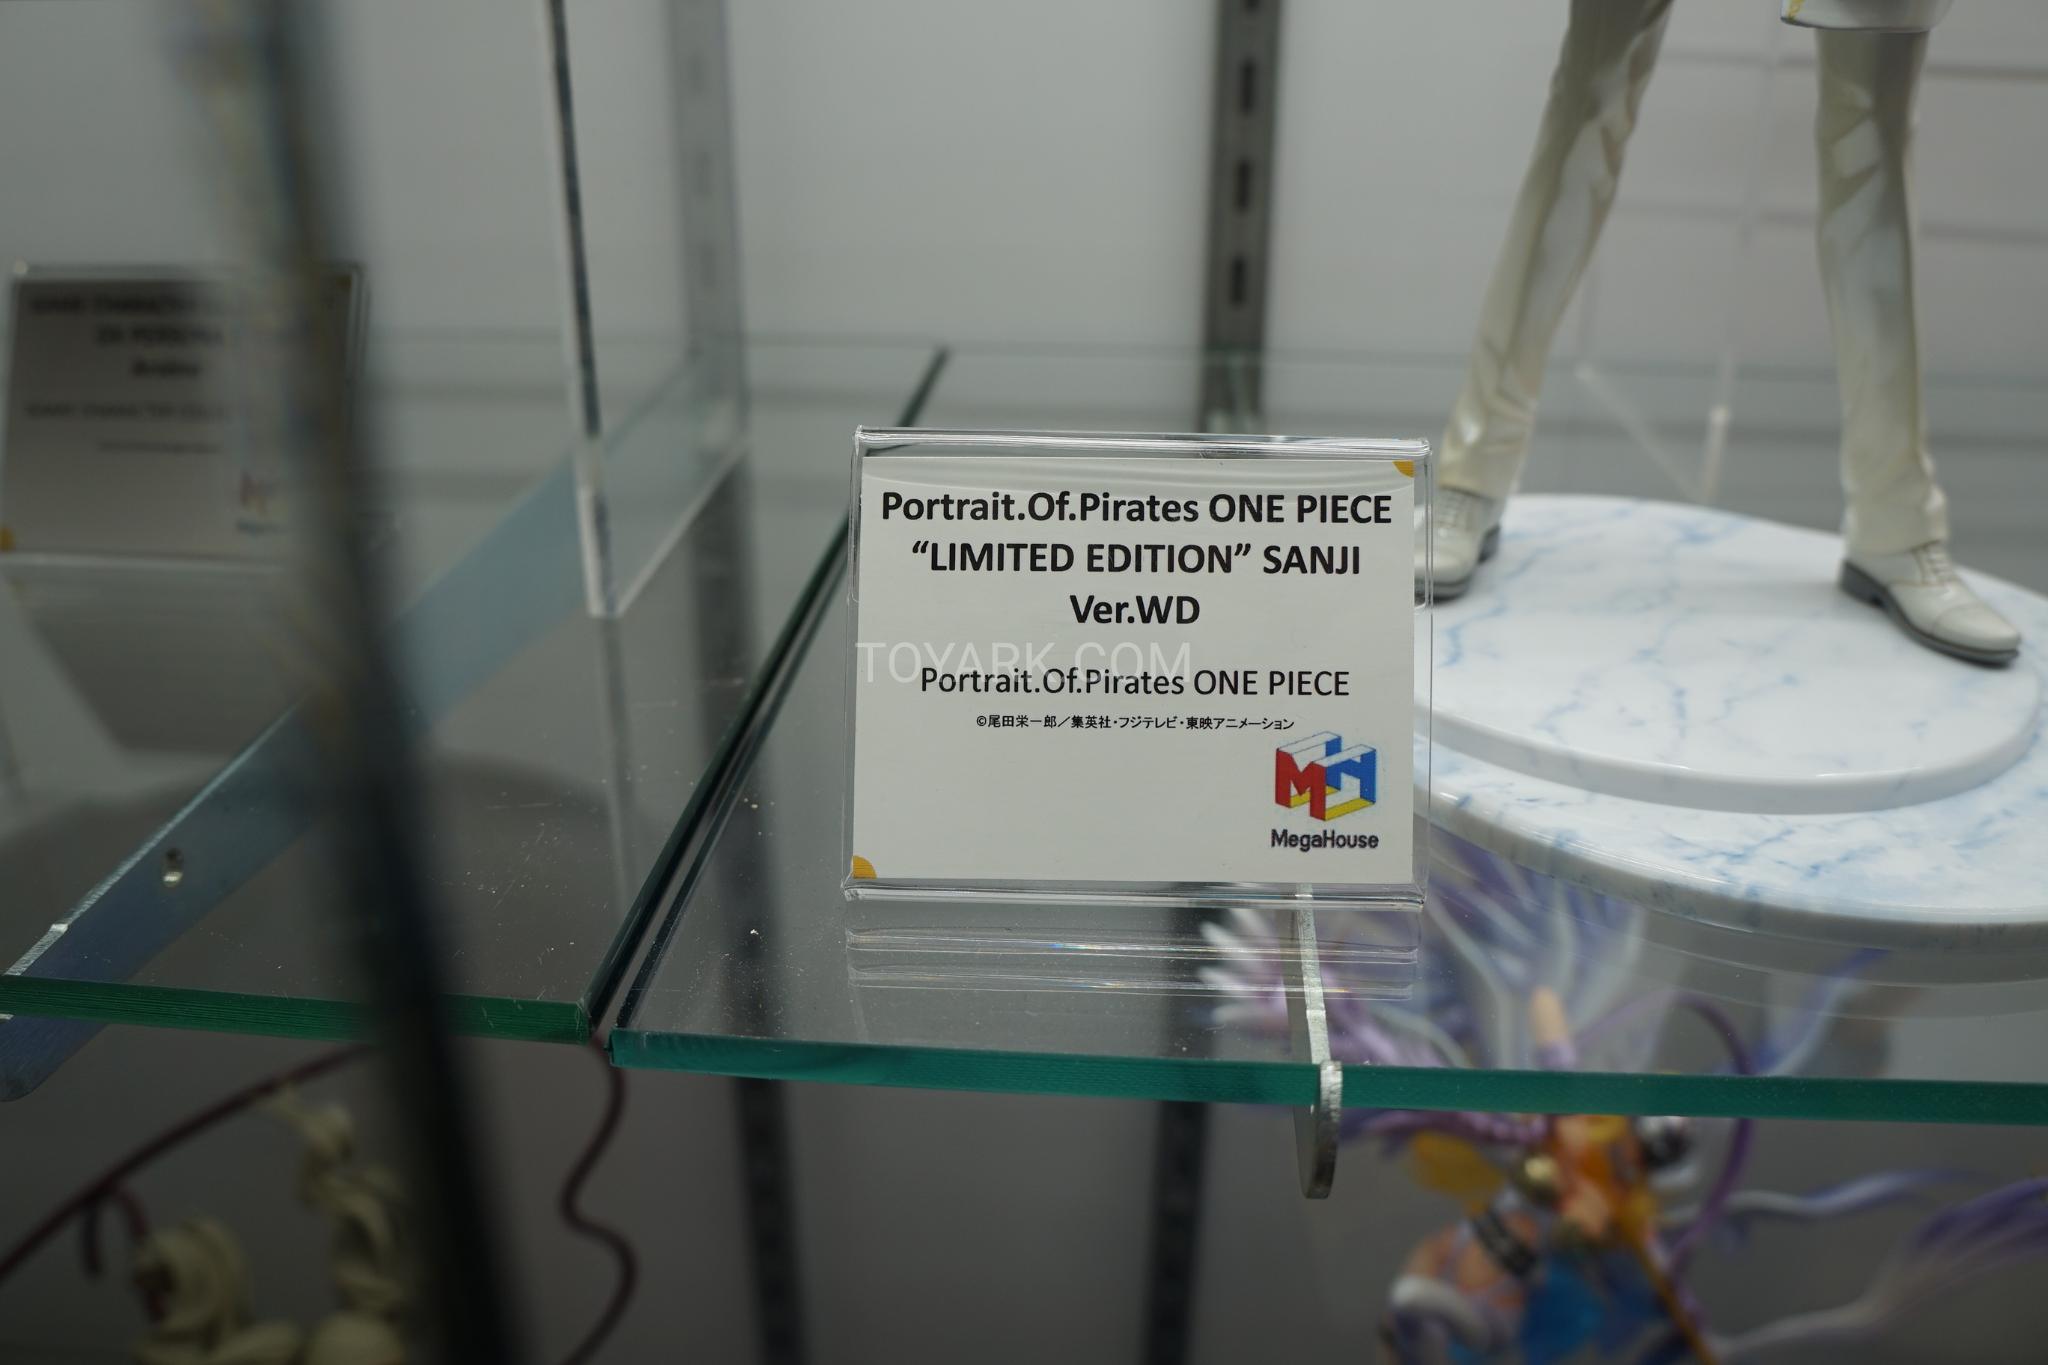 Portrait.Of.Pirates ONE PIECE
“LIMITED EDITION” SANJI
Ver.WD
TOYARK.COM
Portrait.Of.Pirates ONE PIECE
©尾田栄一郎／集英社・フジテレビ・東映アニメーション
MH
MegaHouse